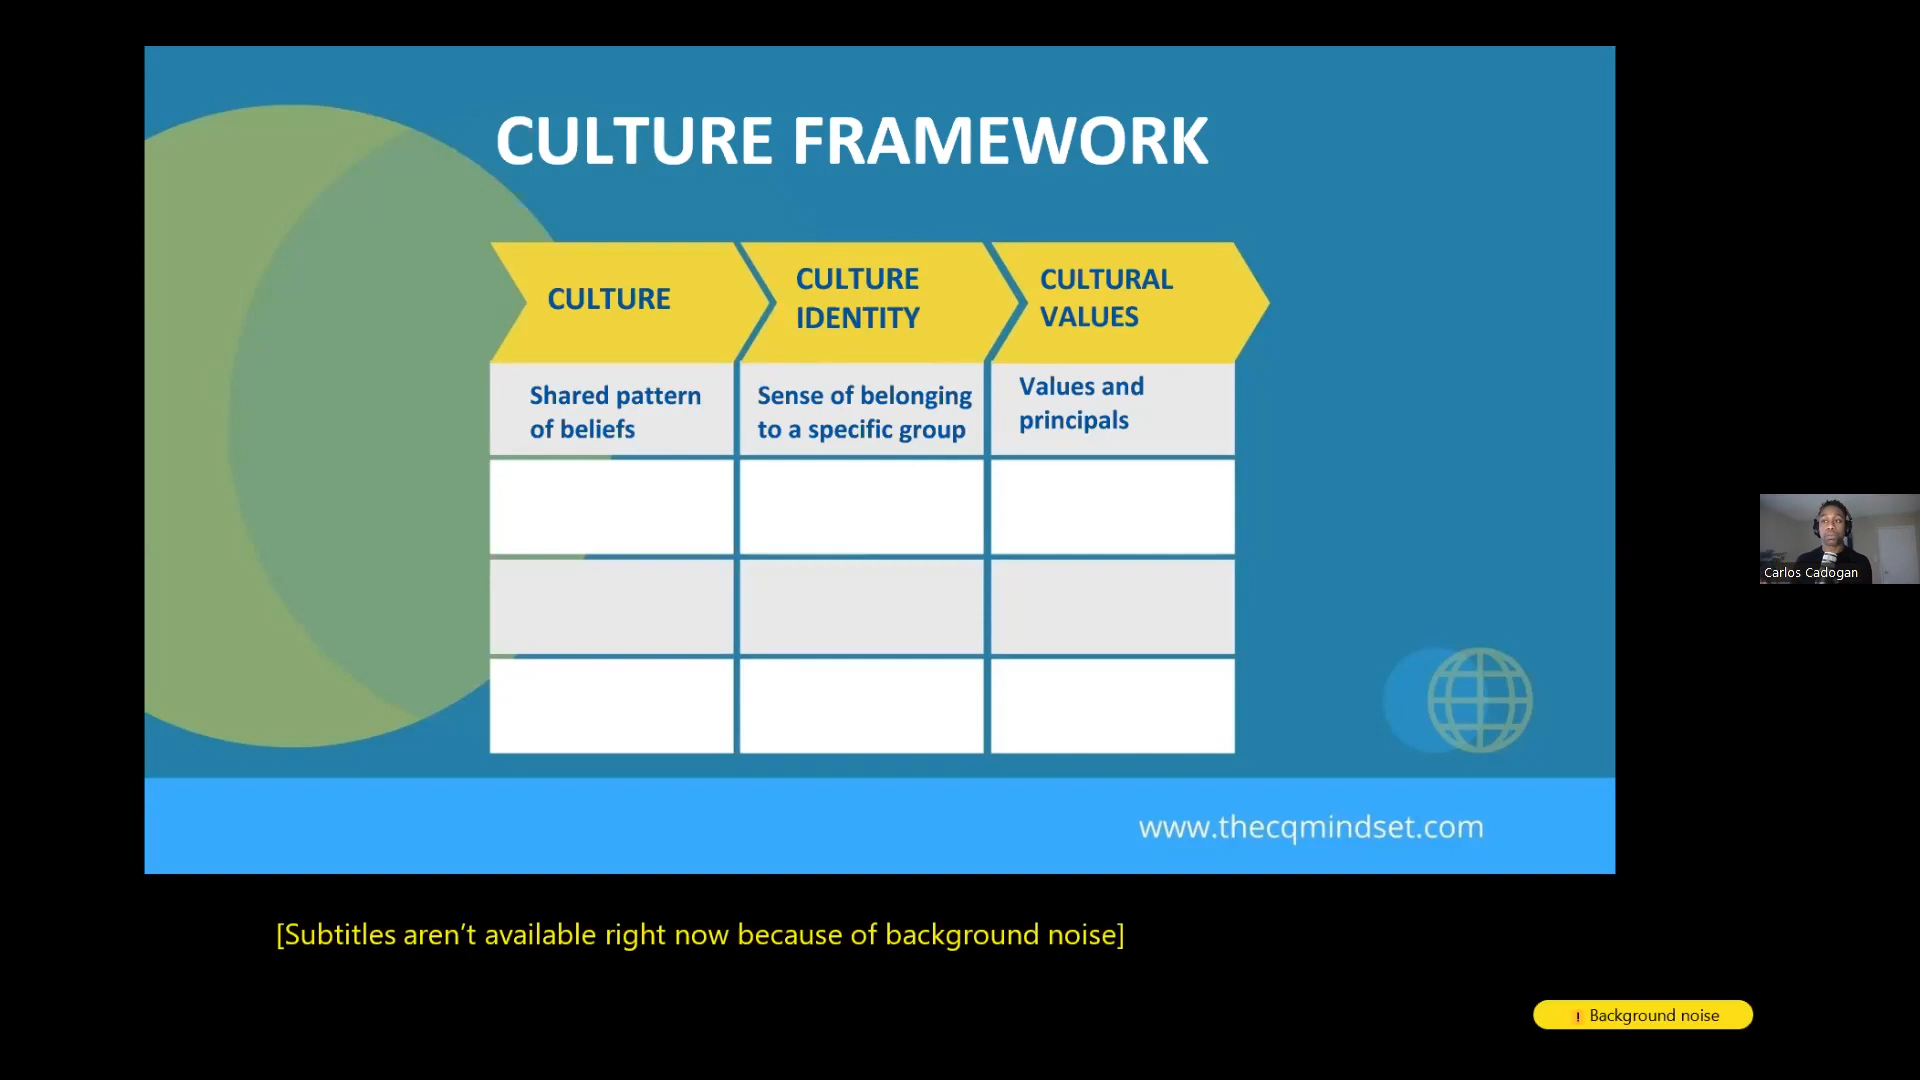 CULTURE FRAMEWORK
CULTURE
CULTURE
IDENTITY
CULTURAL
VALUES
Shared pattern
of beliefs
Sense of belonging
to a specific group
Values and
principals
Carlos Cadogan
www.thecqmindset.com
[Subtitles aren’t available right now because of background noise]
! Background noise